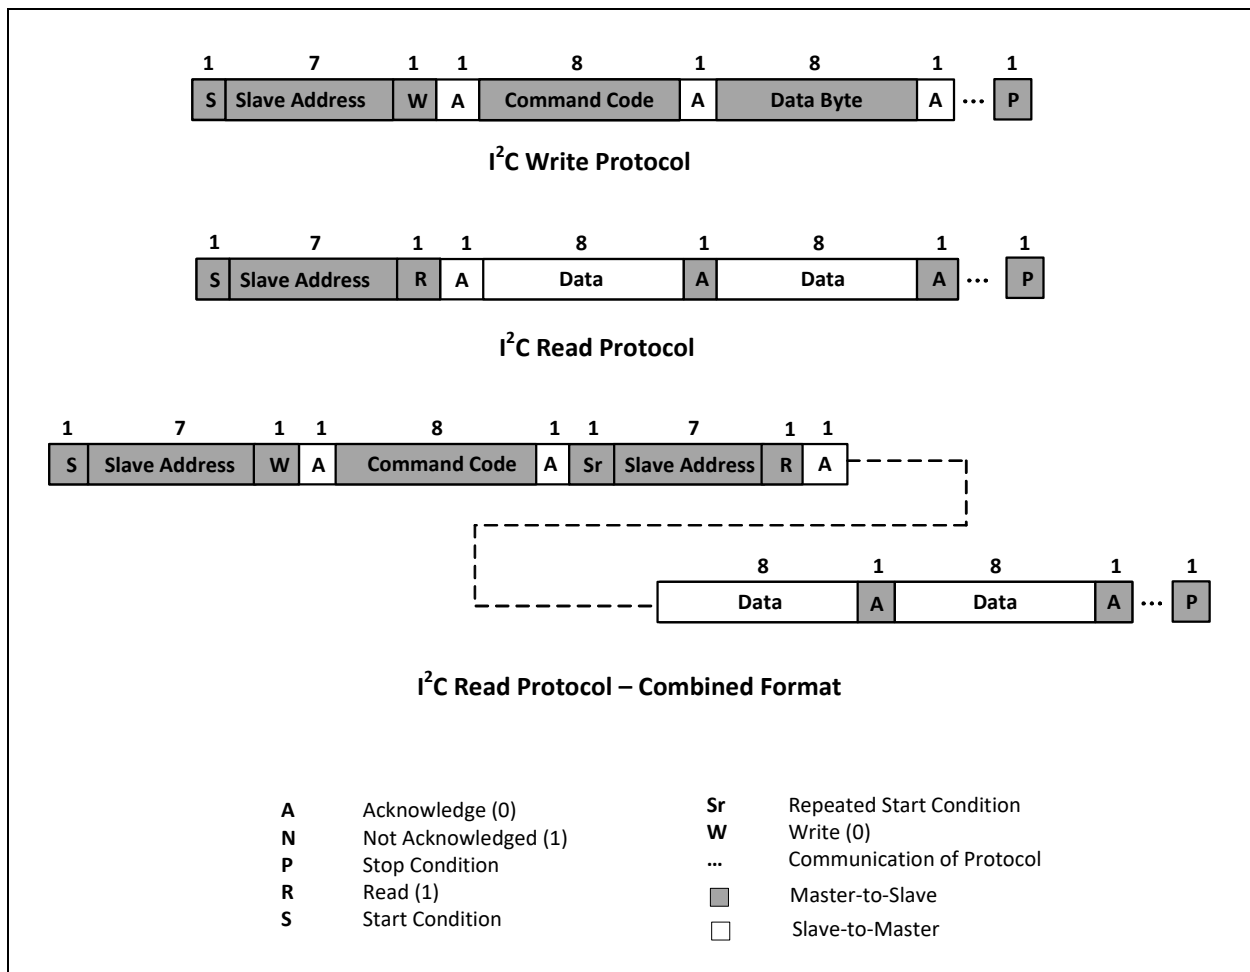 1 7 1 1 8 1 8 1 1
S Slave Address W A Command Code A Data Byte A ... P
I²C Write Protocol
1 7 1 1 8 1 8 1 1
S Slave Address R A Data A Data A ... P
I²C Read Protocol
1 7 1 1 8 1 1 7 1 1
S Slave Address W A Command Code A Sr Slave Address R A
8 1 8 1 1
Data A Data A ... P
I²C Read Protocol – Combined Format
A Acknowledge (0)
N Not Acknowledged (1)
P Stop Condition
R Read (1)
S Start Condition
Sr Repeated Start Condition
W Write (0)
... Communication of Protocol
Master-to-Slave
Slave-to-Master